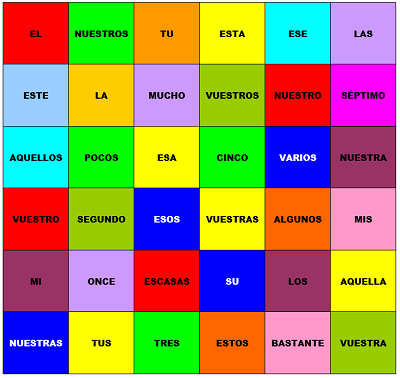 EL NUESTROS TU ESTA ESE LAS
ESTE LA MUCHO VUESTROS NUESTRO SÉPTIMO
AQUELLOS POCOS ESA CINCO VARIOS NUESTRA
VUESTRO SEGUNDO ESOS VUESTRAS ALGUNOS MIS
MI ONCE ESCASAS SU LOS AQUELLA
NUESTRAS TUS TRES ESTOS BASTANTE VUESTRA